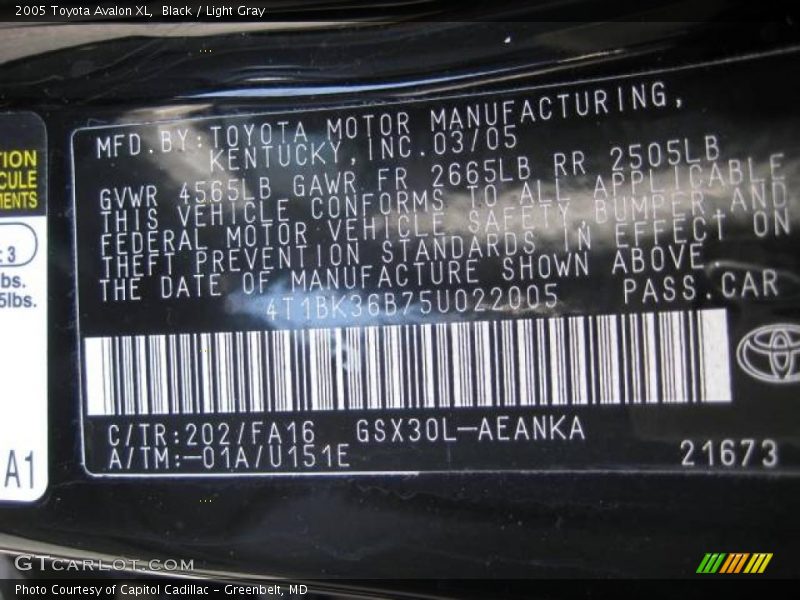 2005 Toyota Avalon XL,  Black / Light Gray
MFD.BY:TOYOTA MOTOR MANUFACTURING,
KENTUCKY,INC.03/05
GVWR 4565LB GAWR FR 2665LB RR 2505LB
THIS VEHICLE CONFORMS TO ALL APPLICABLE
FEDERAL MOTOR VEHICLE SAFETY,BUMPER AND
THEFT PREVENTION STANDARDS IN EFFECT ON
THE DATE OF MANUFACTURE SHOWN ABOVE.
4T1BK36B75U022005 PASS.CAR
C/TR:202/FA16 GSX30L-AEANKA
A/TM:-01A/U151E
21673
TION
CULE
MENTS
: 3
bs.
5lbs.
A1
GTCARLOT.COM
Photo Courtesy of Capitol Cadillac - Greenbelt, MD